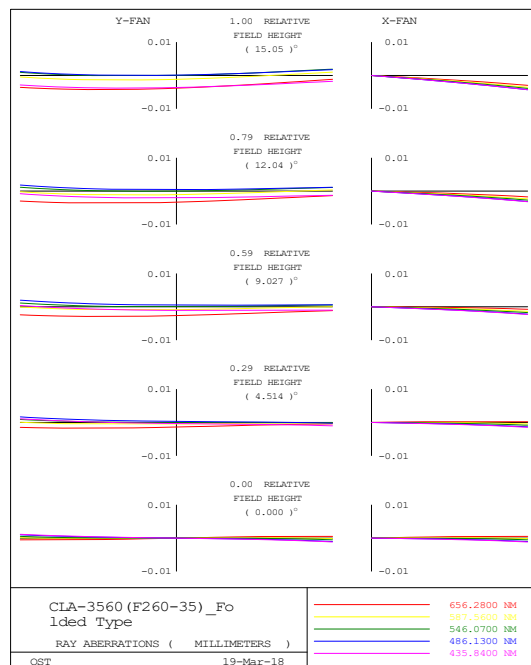 Y-FAN
1.00 RELATIVE
X-FAN
FIELD HEIGHT
( 15.05 )°
0.01
0.01
-0.01
-0.01
0.79 RELATIVE
FIELD HEIGHT
( 12.04 )°
0.01
0.01
-0.01
-0.01
0.59 RELATIVE
FIELD HEIGHT
( 9.027 )°
0.01
0.01
-0.01
-0.01
0.29 RELATIVE
FIELD HEIGHT
( 4.514 )°
0.01
0.01
-0.01
-0.01
0.00 RELATIVE
FIELD HEIGHT
( 0.000 )°
0.01
0.01
-0.01
-0.01
CLA-3560(F260-35)_Fo
lded Type
RAY ABERRATIONS ( MILLIMETERS )
OST
19-Mar-18
656.2800 NM
587.5600 NM
546.0700 NM
486.1300 NM
435.8400 NM